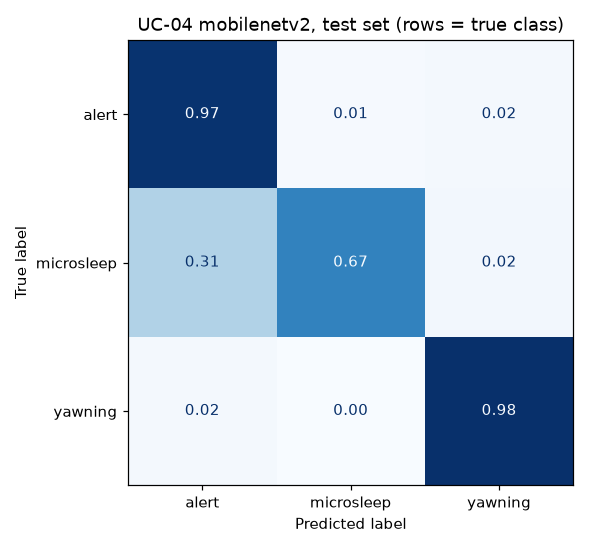 UC-04 mobilenetv2, test set (rows = true class)
True label
alert
0.97
0.01
0.02
microsleep
0.31
0.67
0.02
yawning
0.02
0.00
0.98
alert
microsleep
yawning
Predicted label